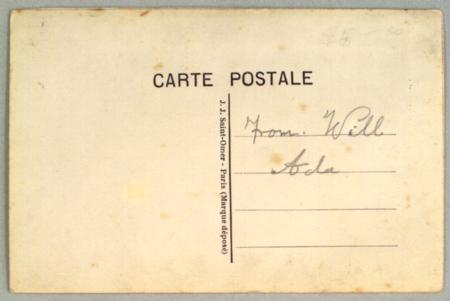 CARTE POSTALE
J. J. Saint-Omer - Paris (Marque déposé)
From. Will
Ada